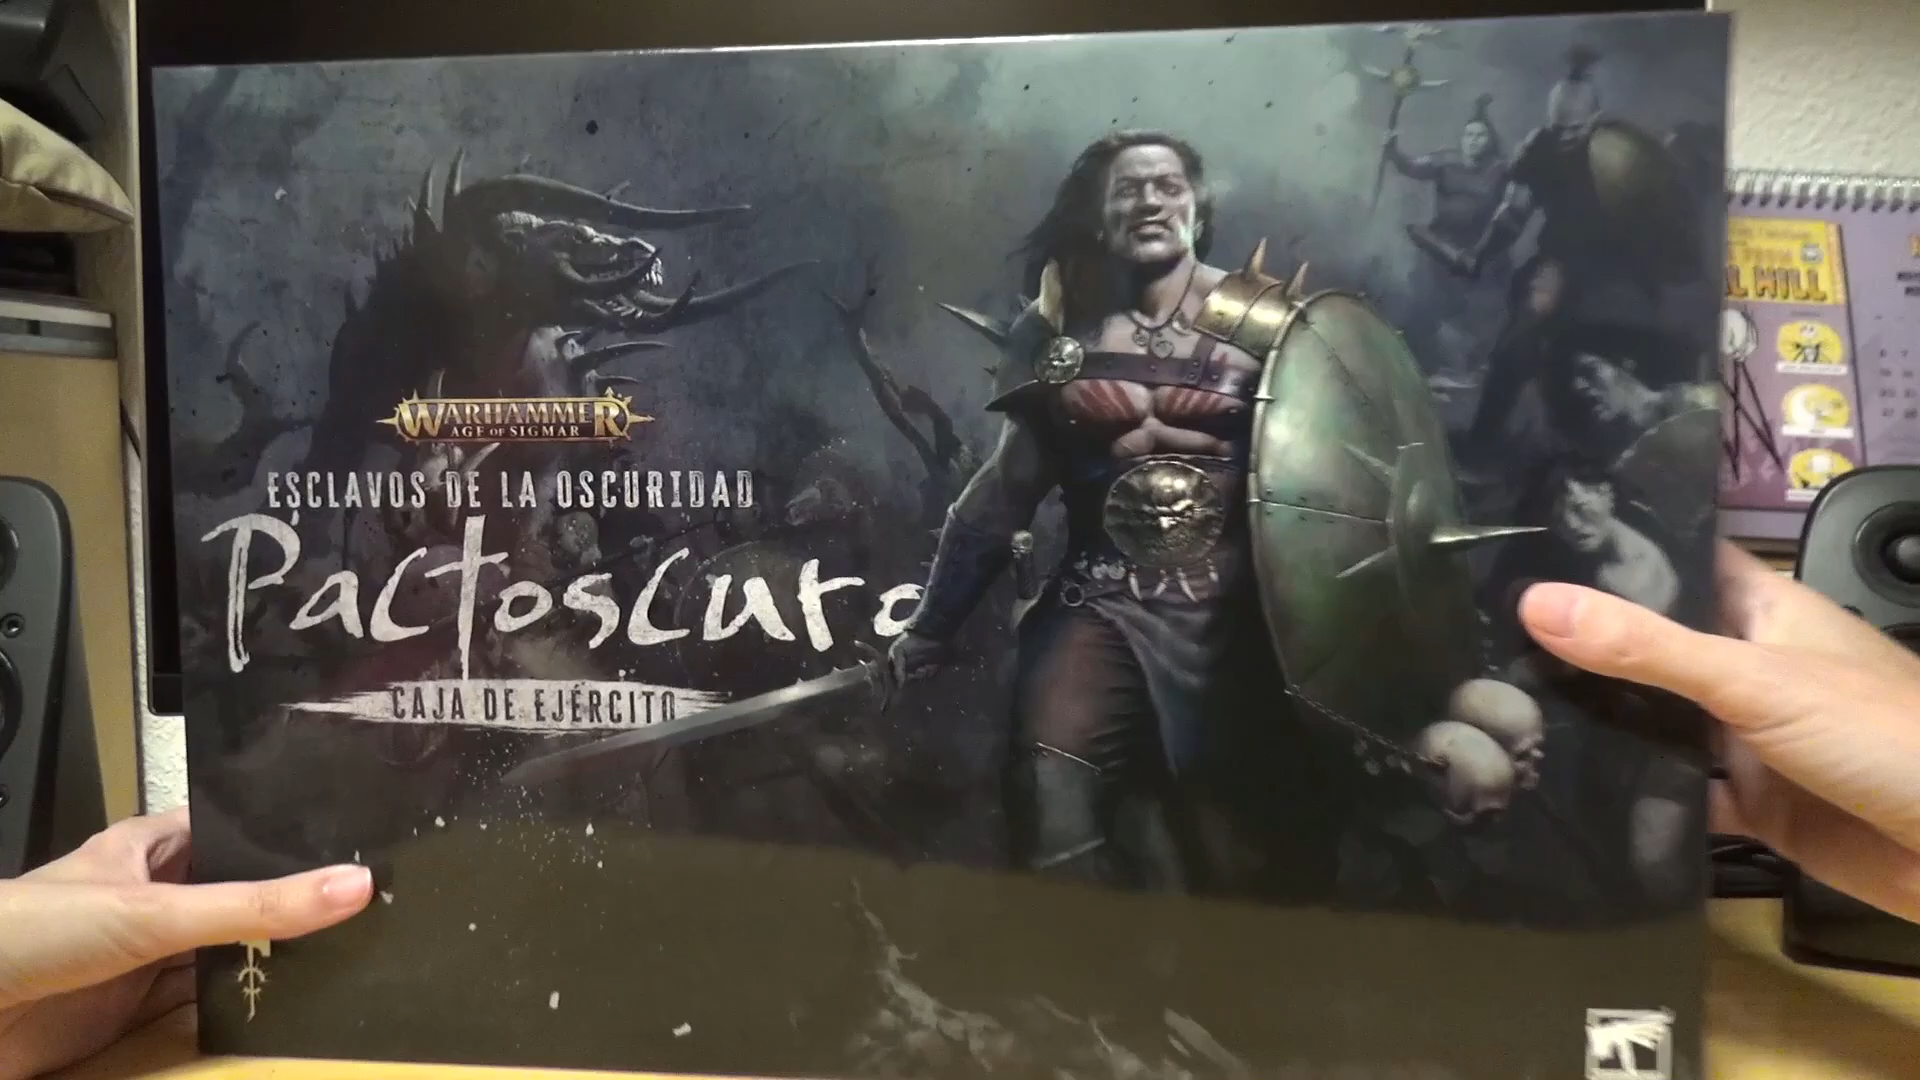 WARHAMMER
AGE OF SIGMAR
ESCLAVOS DE LA OSCURIDAD
Pactoscuro
CAJA DE EJÉRCITO